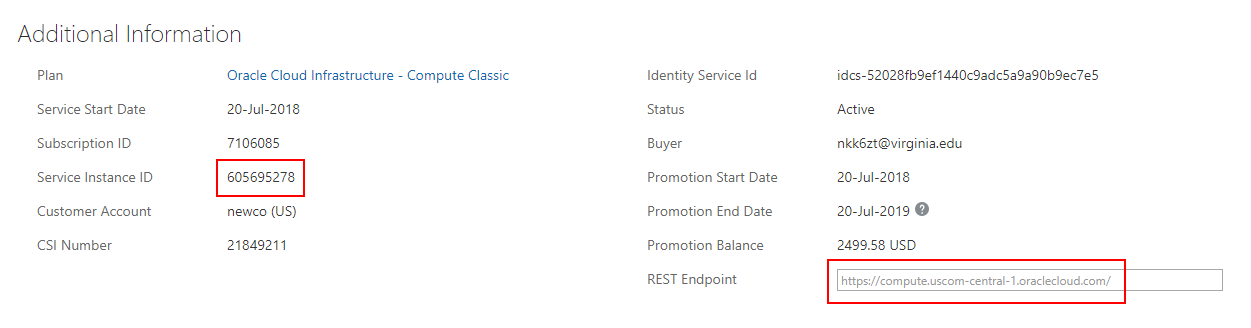 Additional Information
Plan Oracle Cloud Infrastructure - Compute Classic
Service Start Date 20-Jul-2018
Subscription ID 7106085
Service Instance ID 605695278
Customer Account newco (US)
CSI Number 21849211
Identity Service Id idcs-52028fb9ef1440c9adc5a9a90b9ec7e5
Status Active
Buyer nkk6zt@virginia.edu
Promotion Start Date 20-Jul-2018
Promotion End Date 20-Jul-2019 ?
Promotion Balance 2499.58 USD
REST Endpoint https://compute.uscom-central-1.oraclecloud.com/